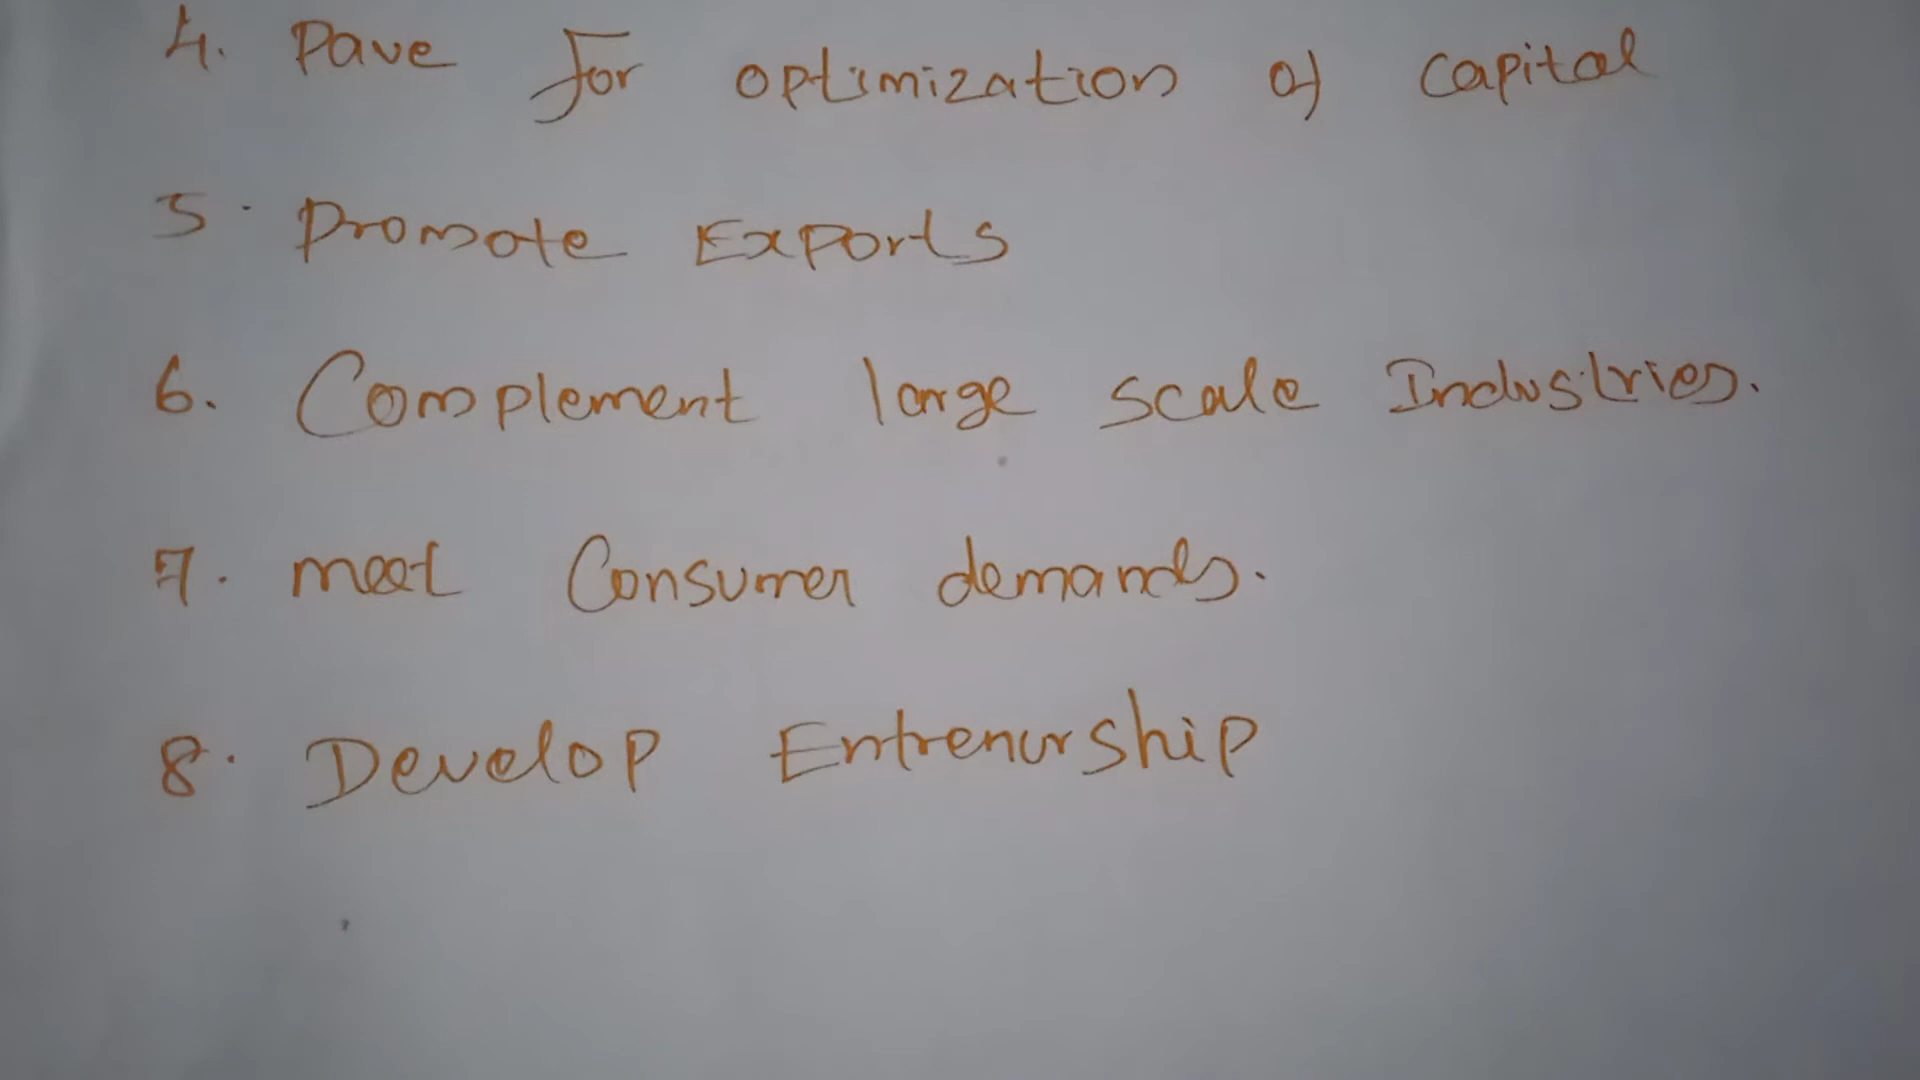 4. Pave for optimization of capital
5. Promote Exports
6. Complement large scale Industries.
7. meet Consumer demands.
8. Develop Entrenurship